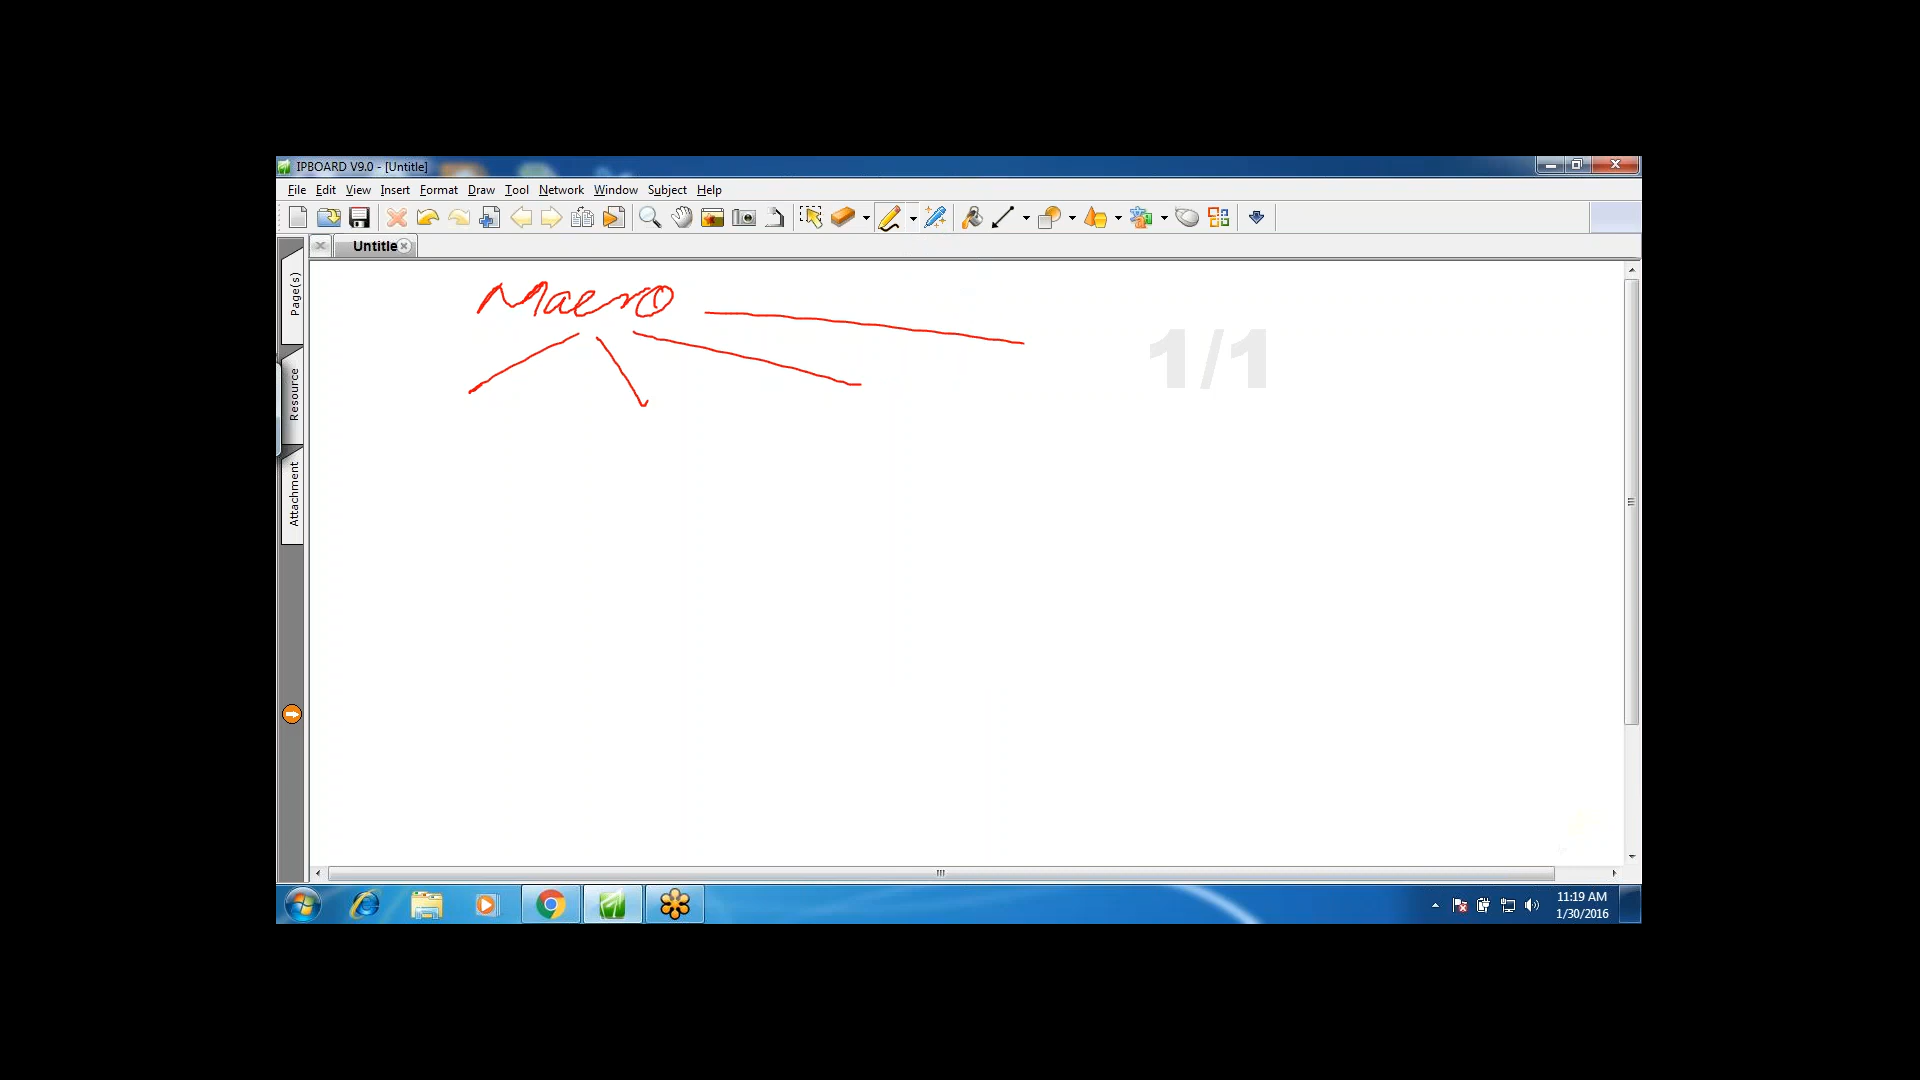 IPBOARD V9.0 - [Untitle]
File Edit View Insert Format Draw Tool Network Window Subject Help
Untitle
Page(s)
Resource
Attachment
Macro
1/1
11:19 AM
1/30/2016